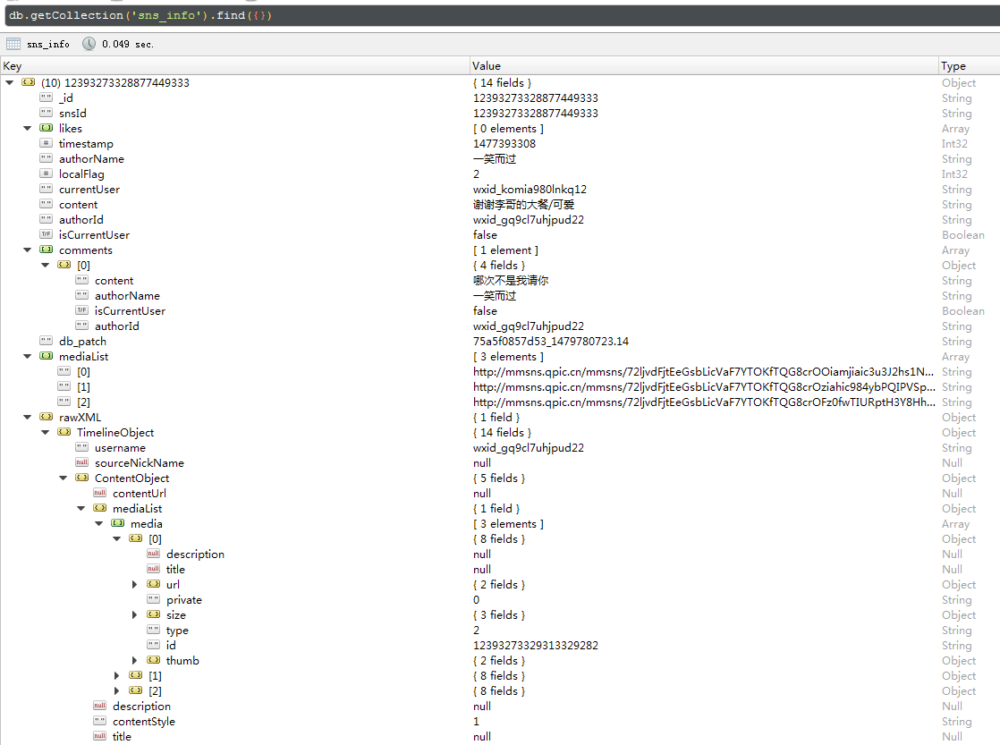 db.getCollection('sns_info').find({})
sns_info 0.049 sec.
Key Value Type
(10) 12393273328877449333 { 14 fields } Object
_id 12393273328877449333 String
snsId 12393273328877449333 String
likes [ 0 elements ] Array
timestamp 1477393308 Int32
authorName 一笑而过 String
localFlag 2 Int32
currentUser wxid_komia980lnkq12 String
content 谢谢李哥的大餐/可爱 String
authorId wxid_gq9cl7uhjpud22 String
isCurrentUser false Boolean
comments [ 1 element ] Array
[0] { 4 fields } Object
content 哪次不是我请你 String
authorName 一笑而过 String
isCurrentUser false Boolean
authorId wxid_gq9cl7uhjpud22 String
db_patch 75a5f0857d53_1479780723.14 String
mediaList [ 3 elements ] Array
[0] http://mmsns.qpic.cn/mmsns/72ljvdFjtEeGsbLicVaF7YTOKfTQG8crOOiamjiaic3u3J2hs1N... String
[1] http://mmsns.qpic.cn/mmsns/72ljvdFjtEeGsbLicVaF7YTOKfTQG8crOziahic984ybPQIPVSp... String
[2] http://mmsns.qpic.cn/mmsns/72ljvdFjtEeGsbLicVaF7YTOKfTQG8crOFz0fwTIURptH3Y8Hh... String
rawXML { 1 field } Object
TimelineObject { 14 fields } Object
username wxid_gq9cl7uhjpud22 String
sourceNickName null Null
ContentObject { 5 fields } Object
contentUrl null Null
mediaList { 1 field } Object
media [ 3 elements ] Array
[0] { 8 fields } Object
description null Null
title null Null
url { 2 fields } Object
private 0 String
size { 3 fields } Object
type 2 String
id 12393273329313329282 String
thumb { 2 fields } Object
[1] { 8 fields } Object
[2] { 8 fields } Object
description null Null
contentStyle 1 String
title null Null